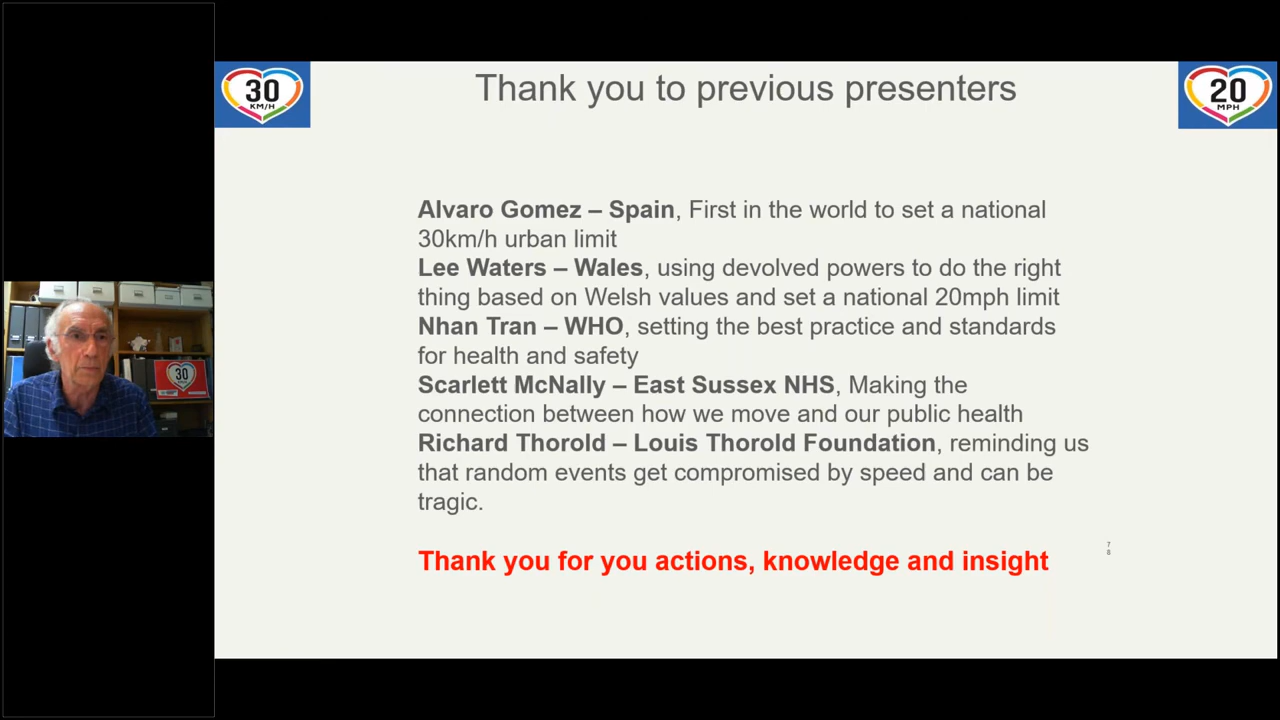 30
KM/H
Thank you to previous presenters
20
MPH
Alvaro Gomez – Spain, First in the world to set a national
30km/h urban limit
Lee Waters – Wales, using devolved powers to do the right
thing based on Welsh values and set a national 20mph limit
Nhan Tran – WHO, setting the best practice and standards
for health and safety
Scarlett McNally – East Sussex NHS, Making the
connection between how we move and our public health
Richard Thorold – Louis Thorold Foundation, reminding us
that random events get compromised by speed and can be
tragic.
Thank you for you actions, knowledge and insight
7
8
30